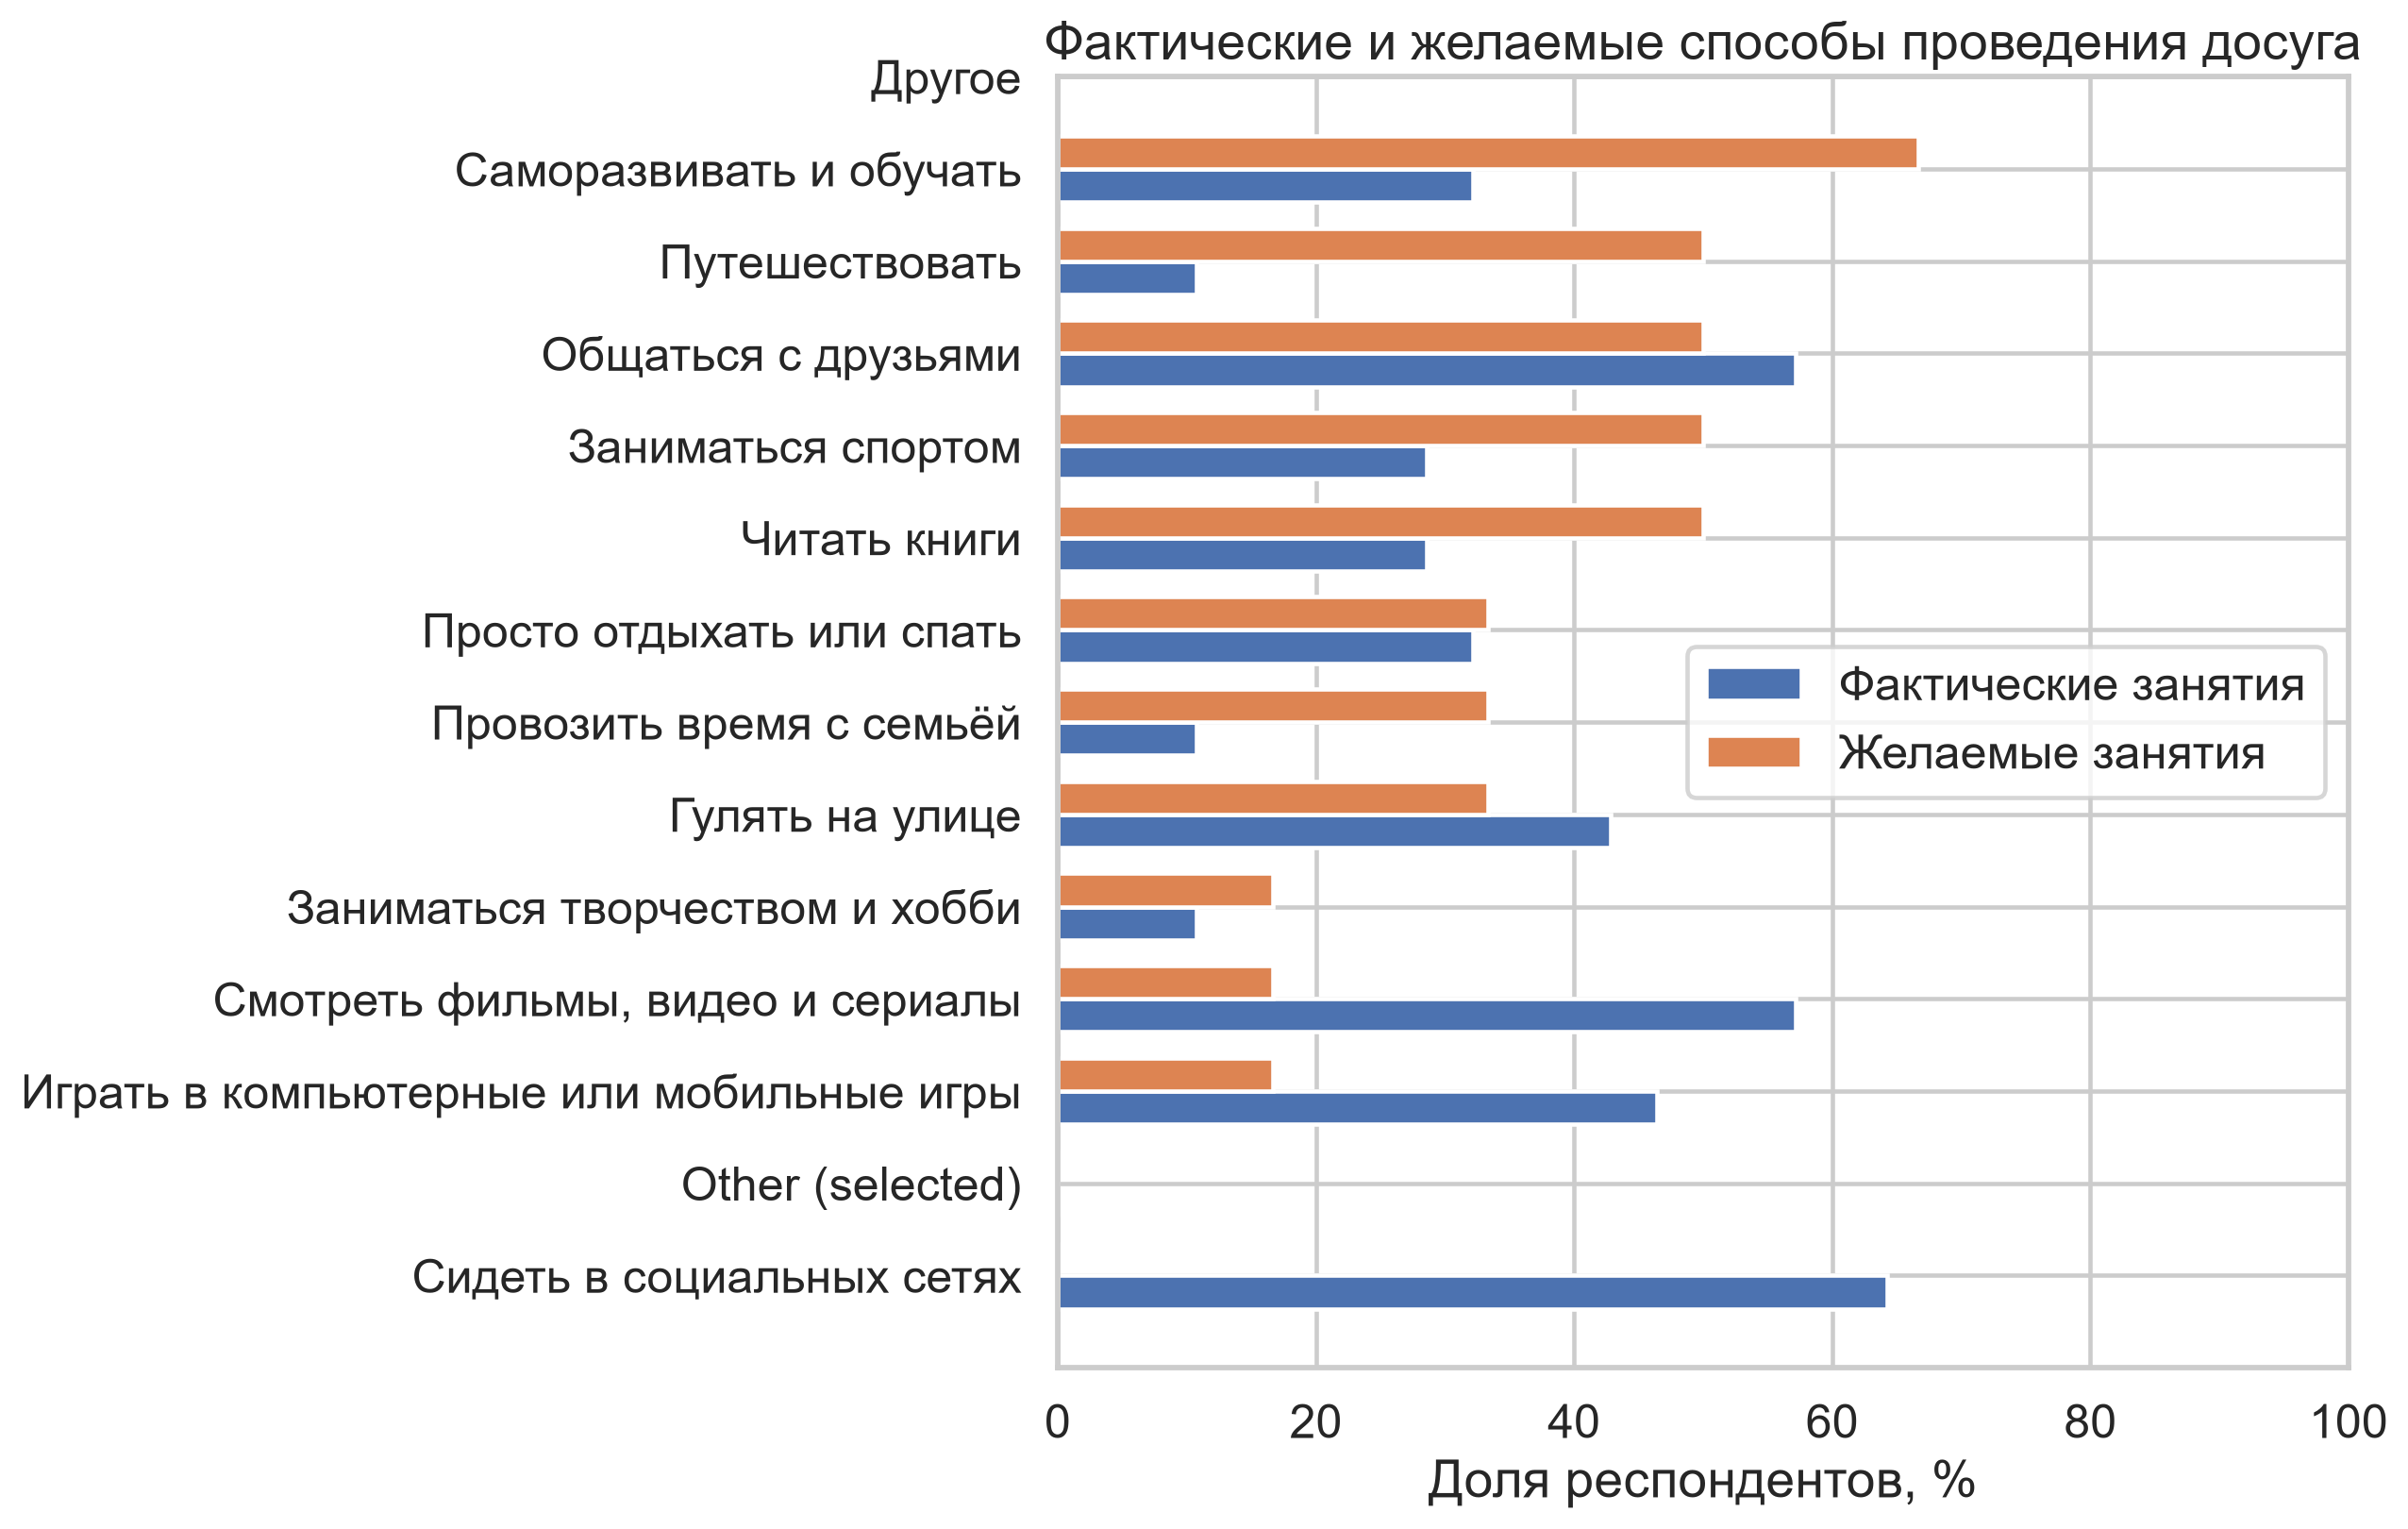 Фактические и желаемые способы проведения досуга
Другое
Саморазвивать и обучать
Путешествовать
Общаться с друзьями
Заниматься спортом
Читать книги
Просто отдыхать или спать
Провозить время с семьёй
Гулять на улице
Заниматься творчеством и хобби
Смотреть фильмы, видео и сериалы
Играть в компьютерные или мобильные игры
Other (selected)
Сидеть в социальных сетях
Фактические занятия
Желаемые занятия
0 20 40 60 80 100
Доля респондентов, %